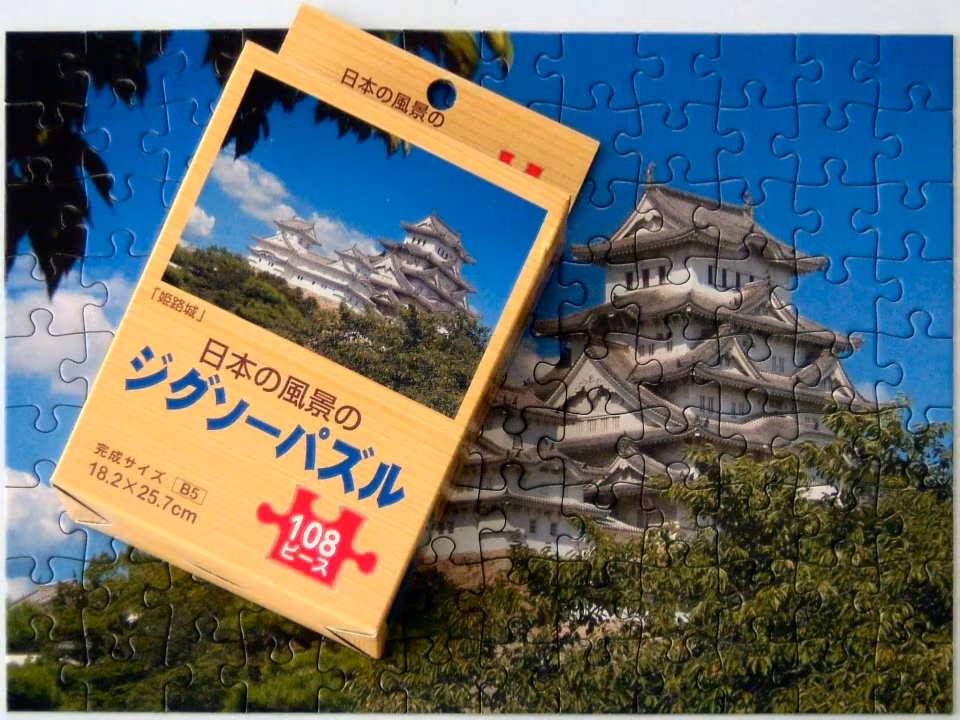 日本の風景の
「姫路城」
日本の風景の
ジグソーパズル
完成サイズ B5
18.2×25.7cm
108
ピース